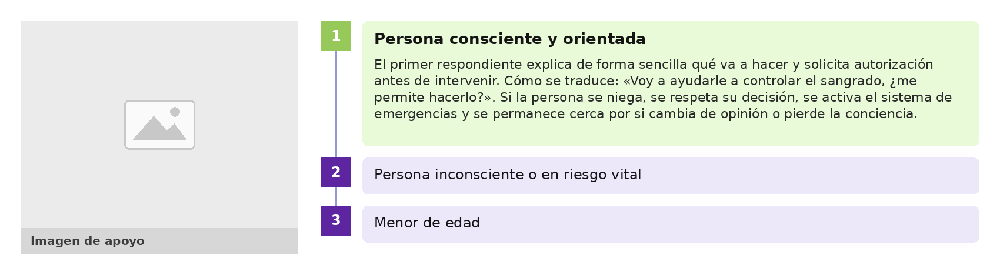 Imagen de apoyo
1
Persona consciente y orientada
El primer respondiente explica de forma sencilla qué va a hacer y solicita autorización
antes de intervenir. Cómo se traduce: «Voy a ayudarle a controlar el sangrado, ¿me
permite hacerlo?». Si la persona se niega, se respeta su decisión, se activa el sistema de
emergencias y se permanece cerca por si cambia de opinión o pierde la conciencia.
2
Persona inconsciente o en riesgo vital
3
Menor de edad